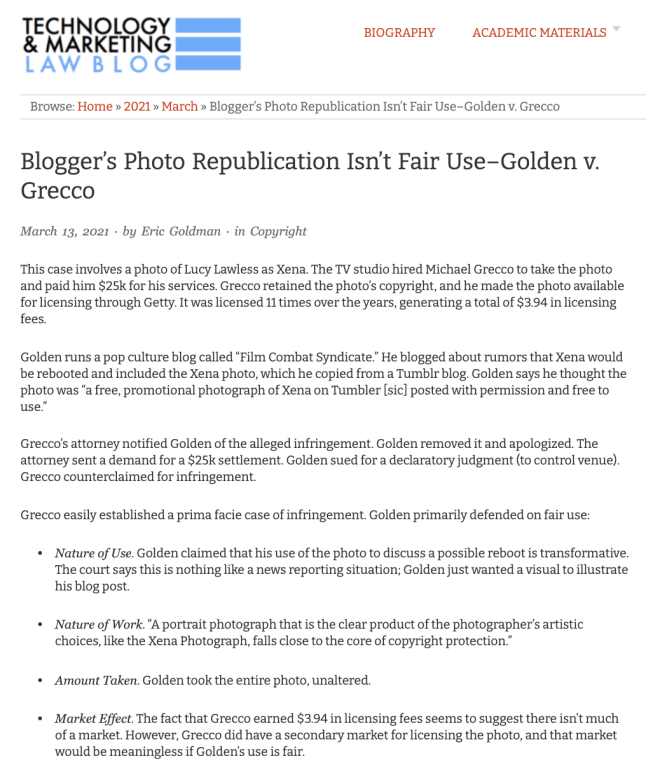 TECHNOLOGY
& MARKETING
LAW BLOG
BIOGRAPHY
ACADEMIC MATERIALS
Browse: Home » 2021 » March » Blogger’s Photo Republication Isn’t Fair Use–Golden v. Grecco
Blogger’s Photo Republication Isn’t Fair Use–Golden v.
Grecco
March 13, 2021 · by Eric Goldman · in Copyright
This case involves a photo of Lucy Lawless as Xena. The TV studio hired Michael Grecco to take the photo
and paid him $25k for his services. Grecco retained the photo’s copyright, and he made the photo available
for licensing through Getty. It was licensed 11 times over the years, generating a total of $3.94 in licensing
fees.
Golden runs a pop culture blog called “Film Combat Syndicate.” He blogged about rumors that Xena would
be rebooted and included the Xena photo, which he copied from a Tumblr blog. Golden says he thought the
photo was “a free, promotional photograph of Xena on Tumbler [sic] posted with permission and free to
use.”
Grecco’s attorney notified Golden of the alleged infringement. Golden removed it and apologized. The
attorney sent a demand for a $25k settlement. Golden sued for a declaratory judgment (to control venue).
Grecco counterclaimed for infringement.
Grecco easily established a prima facie case of infringement. Golden primarily defended on fair use:
• Nature of Use. Golden claimed that his use of the photo to discuss a possible reboot is transformative.
The court says this is nothing like a news reporting situation; Golden just wanted a visual to illustrate
his blog post.
• Nature of Work. “A portrait photograph that is the clear product of the photographer’s artistic
choices, like the Xena Photograph, falls close to the core of copyright protection.”
• Amount Taken. Golden took the entire photo, unaltered.
• Market Effect. The fact that Grecco earned $3.94 in licensing fees seems to suggest there isn’t much
of a market. However, Grecco did have a secondary market for licensing the photo, and that market
would be meaningless if Golden’s use is fair.